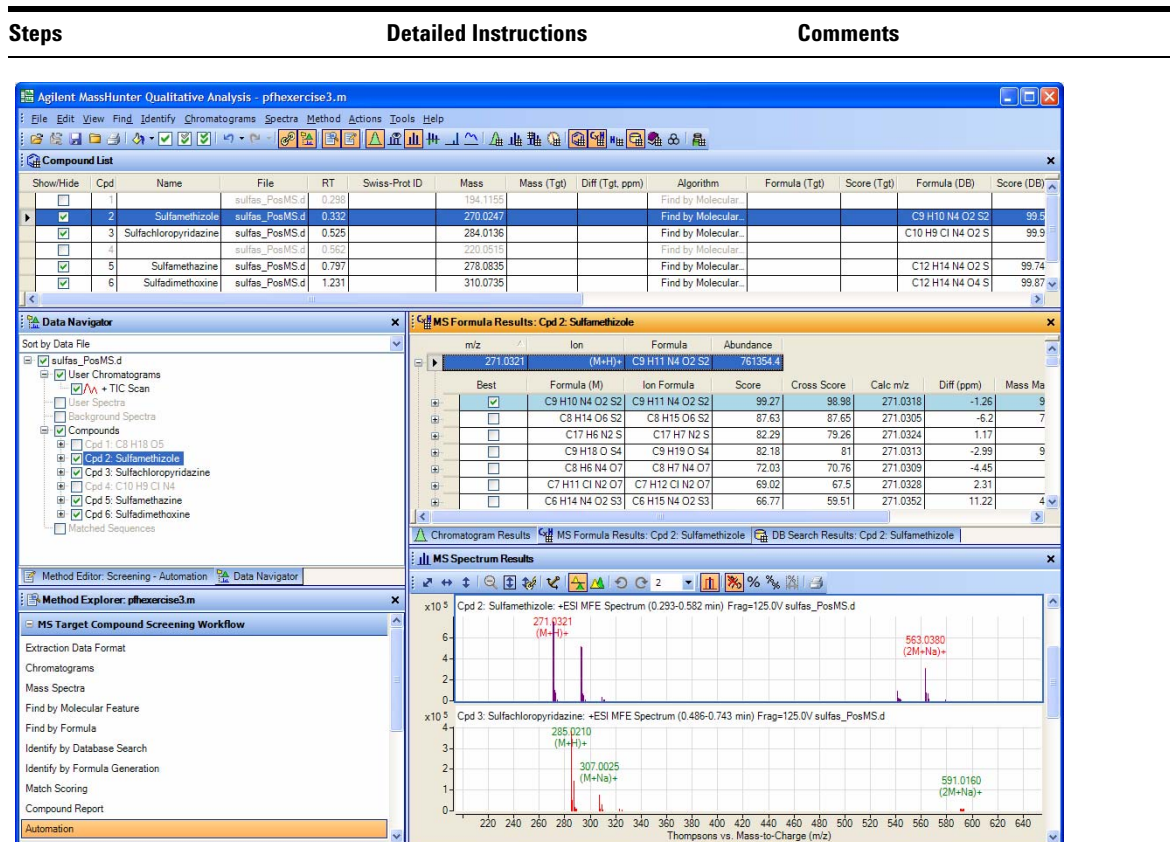 Steps Detailed Instructions Comments
Agilent MassHunter Qualitative Analysis - pfhexercise3.m
File Edit View Find Identify Chromatograms Spectra Method Actions Tools Help
Compound List
Show/Hide Cpd Name File RT Swiss-Prot ID Mass Mass (Tgt) Diff (Tgt, ppm) Algorithm Formula (Tgt) Score (Tgt) Formula (DB) Score (DB)
1 sulfas_PosMS.d 0.298 194.1155 Find by Molecular...
2 Sulfamethizole sulfas_PosMS.d 0.332 270.0247 Find by Molecular... C9 H10 N4 O2 S2 99.5
3 Sulfachloropyridazine sulfas_PosMS.d 0.525 284.0136 Find by Molecular... C10 H9 Cl N4 O2 S 99.9
4 sulfas_PosMS.d 0.562 220.0515 Find by Molecular...
5 Sulfamethazine sulfas_PosMS.d 0.797 278.0835 Find by Molecular... C12 H14 N4 O2 S 99.74
6 Sulfadimethoxine sulfas_PosMS.d 1.231 310.0735 Find by Molecular... C12 H14 N4 O4 S 99.87
Data Navigator
Sort by Data File
sulfas_PosMS.d
User Chromatograms
+ TIC Scan
User Spectra
Background Spectra
Compounds
Cpd 1: C8 H18 O5
Cpd 2: Sulfamethizole
Cpd 3: Sulfachloropyridazine
Cpd 4: C10 H9 Cl N4
Cpd 5: Sulfamethazine
Cpd 6: Sulfadimethoxine
Matched Sequences
Method Editor: Screening - Automation Data Navigator
Method Explorer: pfhexercise3.m
MS Target Compound Screening Workflow
Extraction Data Format
Chromatograms
Mass Spectra
Find by Molecular Feature
Find by Formula
Identify by Database Search
Identify by Formula Generation
Match Scoring
Compound Report
Automation
MS Formula Results: Cpd 2: Sulfamethizole
m/z Ion Formula Abundance
271.0321 (M+H)+ C9 H11 N4 O2 S2 761354.4
Best Formula (M) Ion Formula Score Cross Score Calc m/z Diff (ppm) Mass Ma
C9 H10 N4 O2 S2 C9 H11 N4 O2 S2 99.27 98.98 271.0318 -1.26 9
C8 H14 O6 S2 C8 H15 O6 S2 87.63 87.65 271.0305 -6.2 7
C17 H6 N2 S C17 H7 N2 S 82.29 79.26 271.0324 1.17
C9 H18 O S4 C9 H19 O S4 82.18 81 271.0313 -2.99 9
C8 H6 N4 O7 C8 H7 N4 O7 72.03 70.76 271.0309 -4.45
C7 H11 Cl N2 O7 C7 H12 Cl N2 O7 69.02 67.5 271.0328 2.31
C6 H14 N4 O2 S3 C6 H15 N4 O2 S3 66.77 59.51 271.0352 11.22 4
Chromatogram Results MS Formula Results: Cpd 2: Sulfamethizole DB Search Results: Cpd 2: Sulfamethizole
MS Spectrum Results
2
x10 5 Cpd 2: Sulfamethizole: +ESI MFE Spectrum (0.293-0.582 min) Frag=125.0V sulfas_PosMS.d
271.0321
(M+H)+
563.0380
(2M+Na)+
6
4
2
0
x10 5 Cpd 3: Sulfachloropyridazine: +ESI MFE Spectrum (0.486-0.743 min) Frag=125.0V sulfas_PosMS.d
285.0210
(M+H)+
307.0025
(M+Na)+
591.0160
(2M+Na)+
4
3
2
1
0
220 240 260 280 300 320 340 360 380 400 420 440 460 480 500 520 540 560 580 600 620 640
Thompsons vs. Mass-to-Charge (m/z)